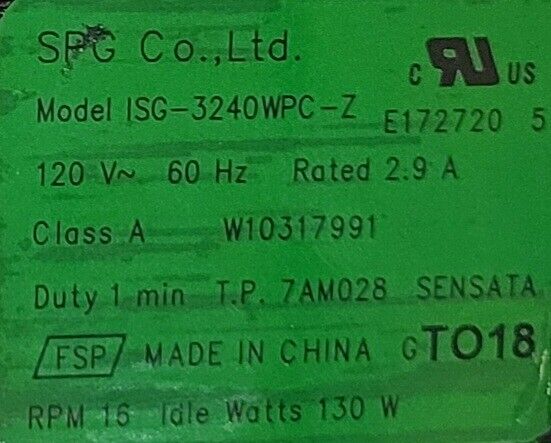 SPG Co.,Ltd.
C RU US
Model ISG-3240WPC-Z E172720 5
120 V~ 60 Hz Rated 2.9 A
Class A W10317991
Duty 1 min T.P. 7AM028 SENSATA
FSP MADE IN CHINA GTO18
RPM 16 Idle Watts 130 W